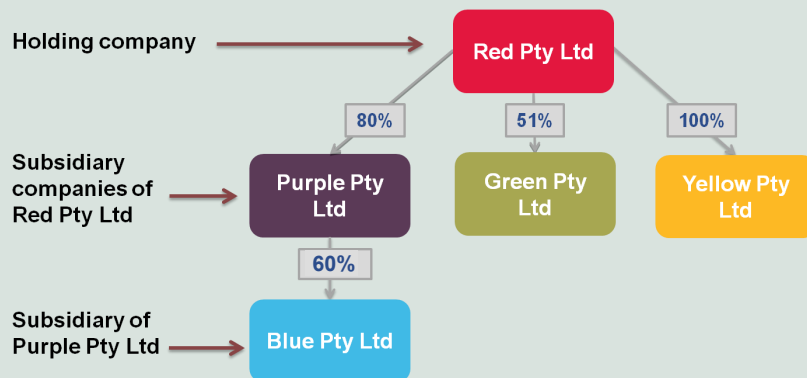 Holding company
Red Pty Ltd
80%
51%
100%
Subsidiary
companies of
Red Pty Ltd
Purple Pty
Ltd
Green Pty
Ltd
Yellow Pty
Ltd
60%
Subsidiary of
Purple Pty Ltd
Blue Pty Ltd